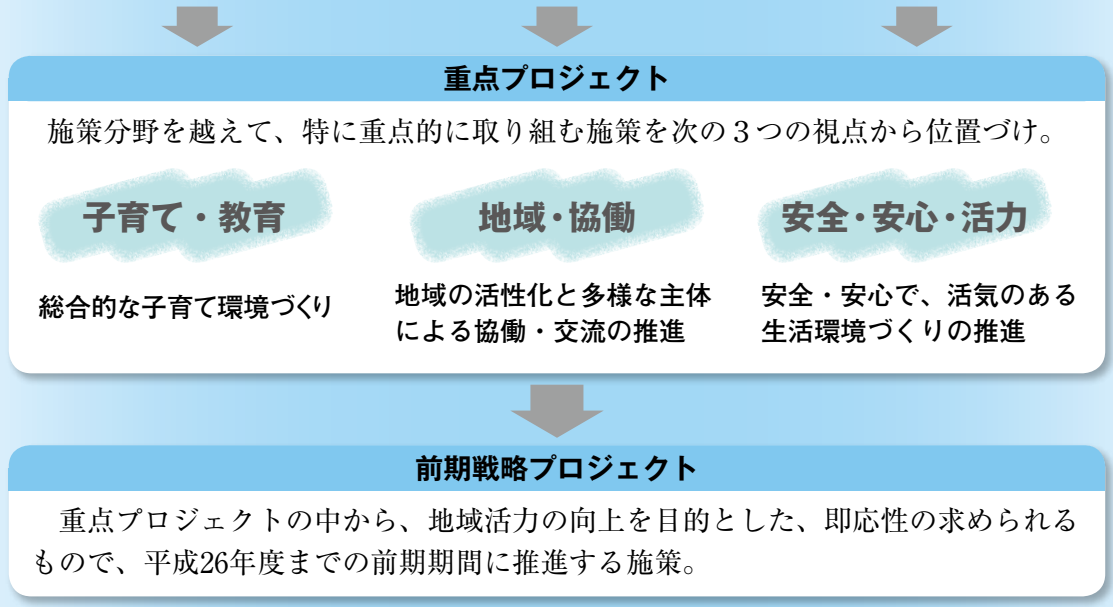 重点プロジェクト
施策分野を越えて、特に重点的に取り組む施策を次の３つの視点から位置づけ。
子育て・教育
総合的な子育て環境づくり
地域・協働
地域の活性化と多様な主体
による協働・交流の推進
安全・安心・活力
安全・安心で、活気のある
生活環境づくりの推進
前期戦略プロジェクト
重点プロジェクトの中から、地域活力の向上を目的とした、即応性の求められる
もので、平成26年度までの前期期間に推進する施策。